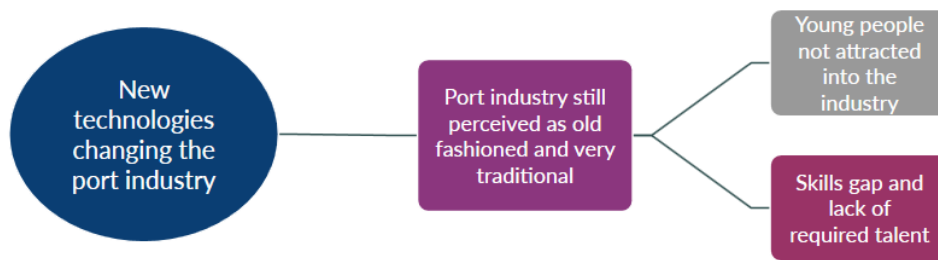 New
technologies
changing the
port industry
Port industry still
perceived as old
fashioned and very
traditional
Young people
not attracted
into the
industry
Skills gap and
lack of
required talent